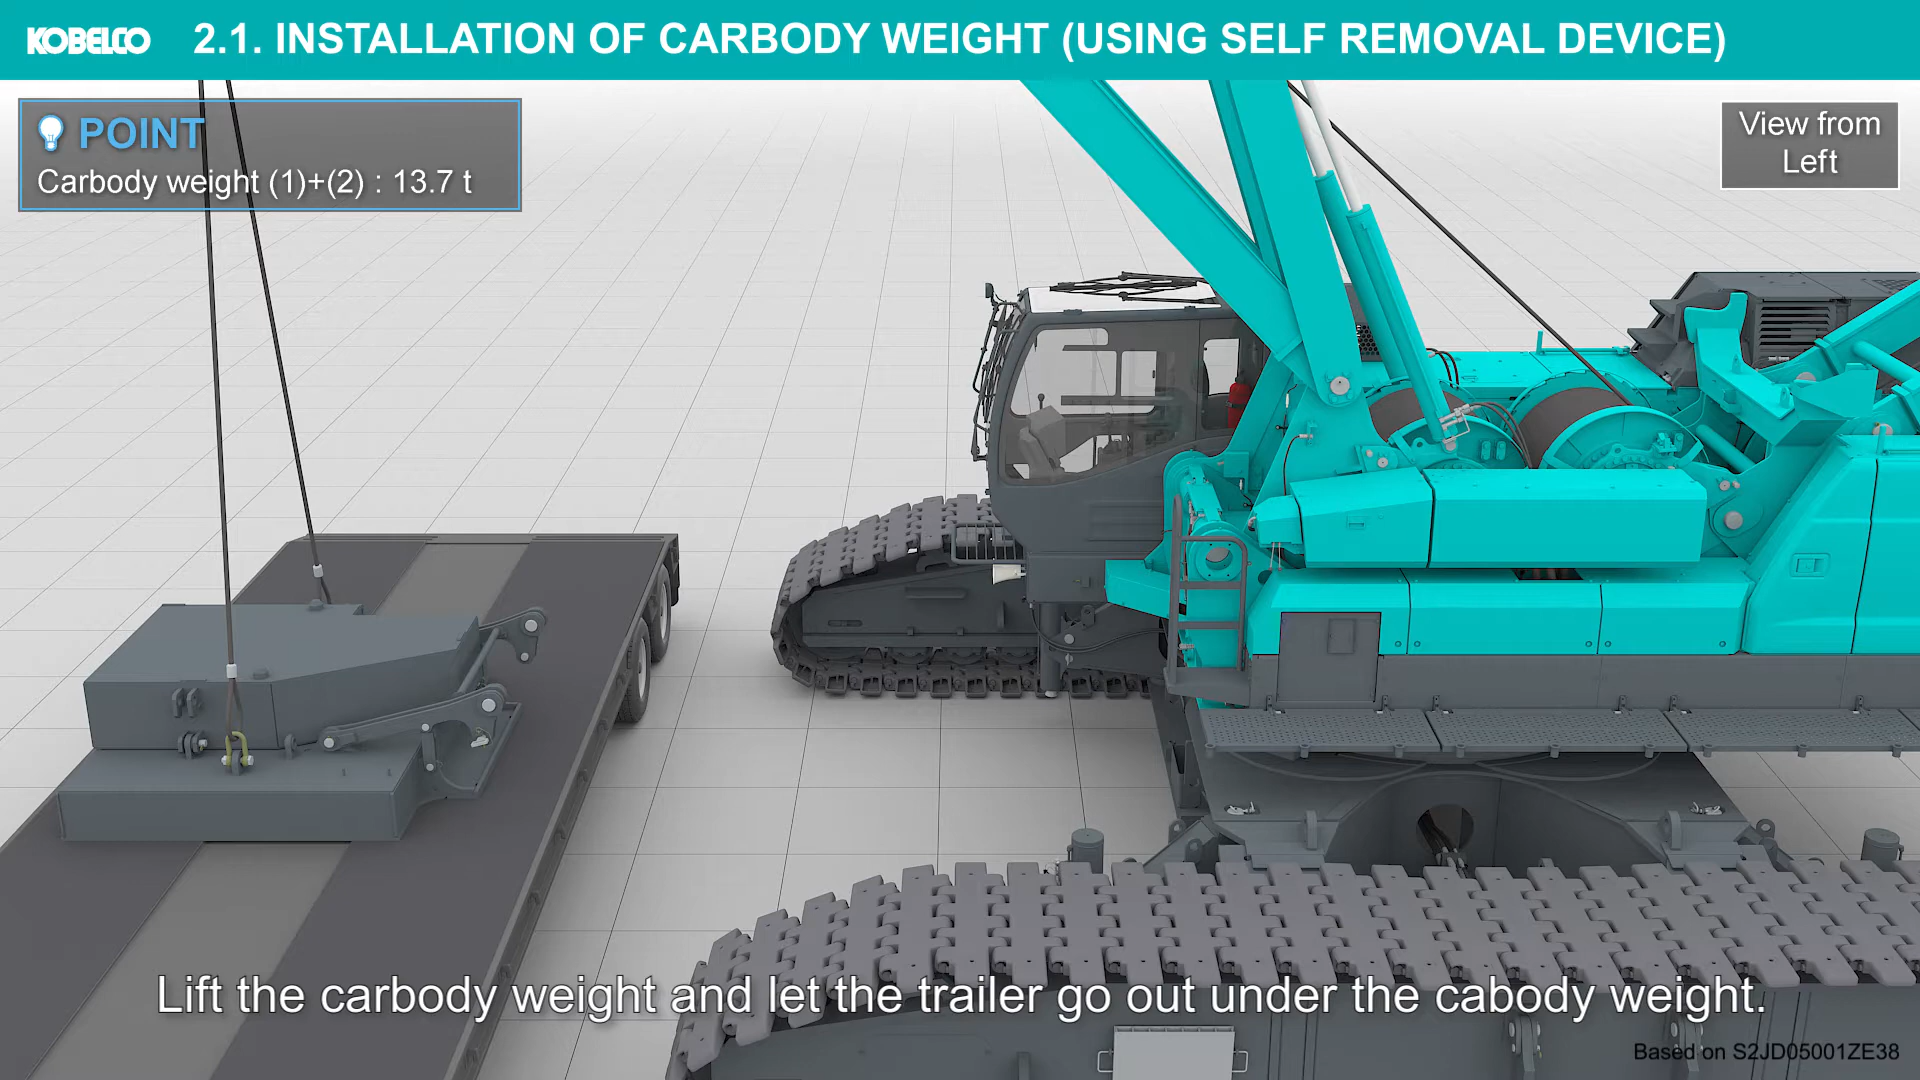 KOBELCO
2.1. INSTALLATION OF CARBODY WEIGHT (USING SELF REMOVAL DEVICE)
POINT
Carbody weight (1)+(2) : 13.7 t
View from
Left
Lift the carbody weight and let the trailer go out under the cabody weight.
Based on S2JD05001ZE38